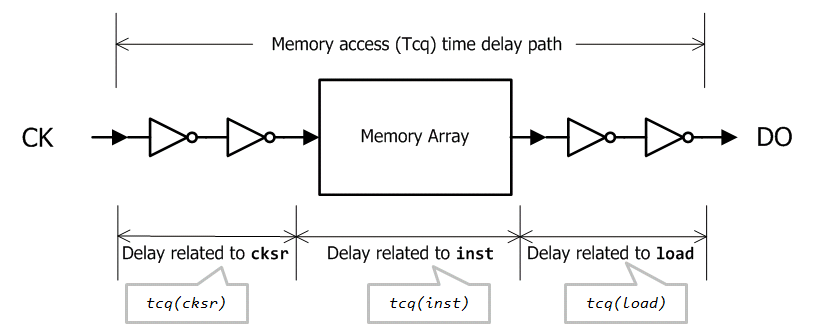 Memory access (Tcq) time delay path
CK
Memory Array
DO
Delay related to cksr
Delay related to inst
Delay related to load
tcq(cksr)
tcq(inst)
tcq(load)